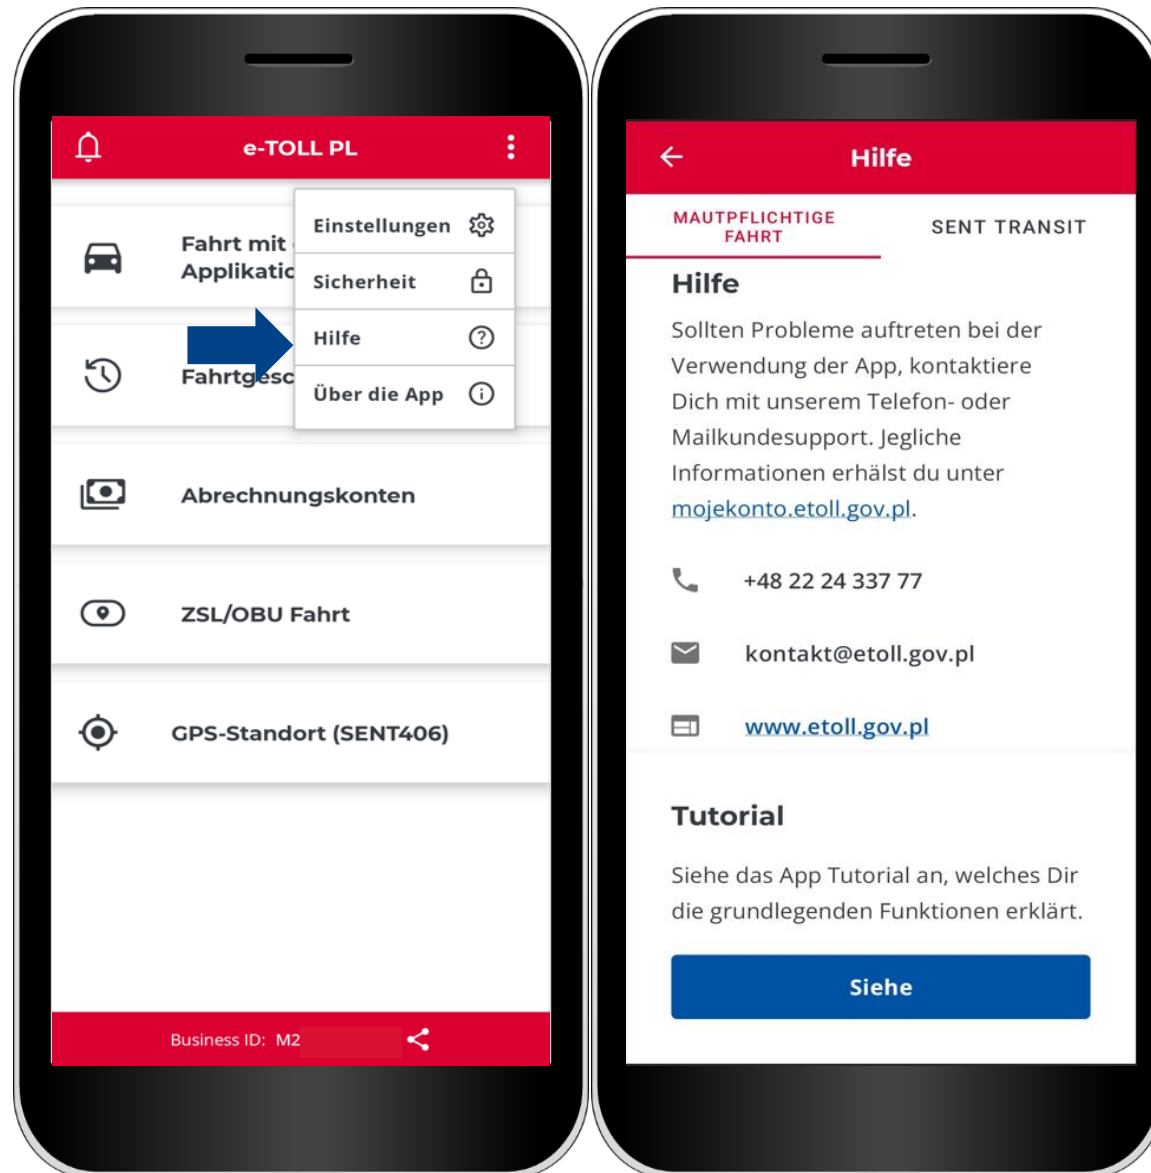 e-TOLL PL
Einstellungen
Sicherheit
Hilfe
Über die App
Fahrt mit
Applikatio
Fahrtgesc
Abrechnungskonten
ZSL/OBU Fahrt
GPS-Standort (SENT406)
Business ID: M2
Hilfe
MAUTPFLICHTIGE
FAHRT
SENT TRANSIT
Hilfe
Sollten Probleme auftreten bei der
Verwendung der App, kontaktiere
Dich mit unserem Telefon- oder
Mailkundesupport. Jegliche
Informationen erhälst du unter
mojekonto.etoll.gov.pl.
+48 22 24 337 77
kontakt@etoll.gov.pl
www.etoll.gov.pl
Tutorial
Siehe das App Tutorial an, welches Dir
die grundlegenden Funktionen erklärt.
Siehe